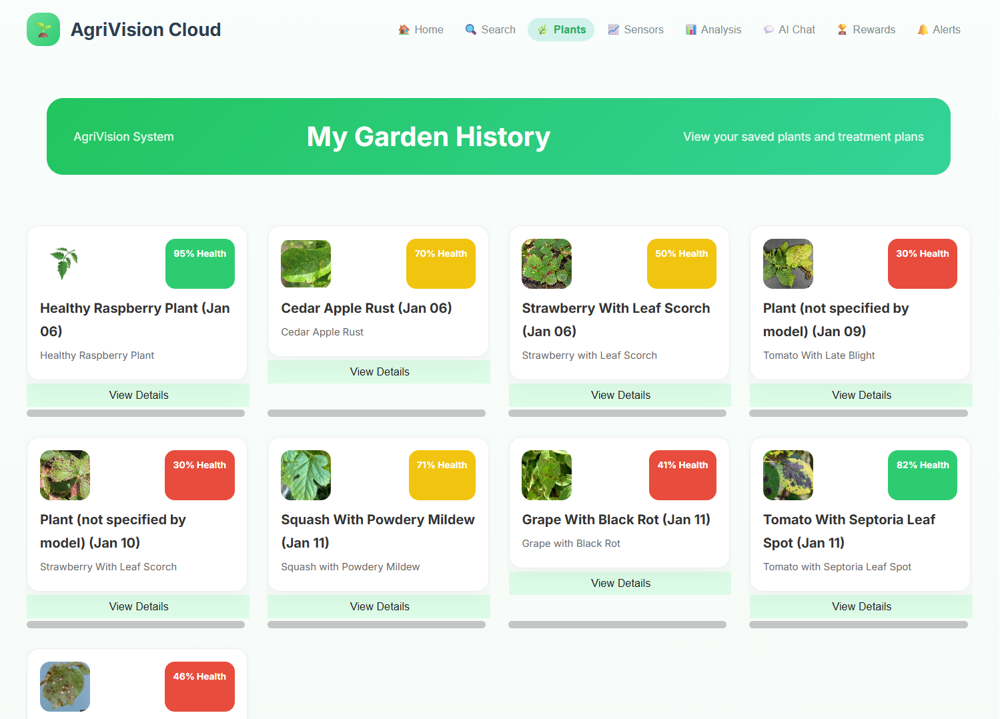 AgriVision Cloud
Home
Search
Plants
Sensors
Analysis
AI Chat
Rewards
Alerts
AgriVision System
My Garden History
View your saved plants and treatment plans
95% Health
Healthy Raspberry Plant (Jan
06)
Healthy Raspberry Plant
View Details
70% Health
Cedar Apple Rust (Jan 06)
Cedar Apple Rust
View Details
50% Health
Strawberry With Leaf Scorch
(Jan 06)
Strawberry with Leaf Scorch
View Details
30% Health
Plant (not specified by
model) (Jan 09)
Tomato With Late Blight
View Details
30% Health
Plant (not specified by
model) (Jan 10)
Strawberry With Leaf Scorch
View Details
71% Health
Squash With Powdery Mildew
(Jan 11)
Squash with Powdery Mildew
View Details
41% Health
Grape With Black Rot (Jan 11)
Grape with Black Rot
View Details
82% Health
Tomato With Septoria Leaf
Spot (Jan 11)
Tomato with Septoria Leaf Spot
View Details
46% Health